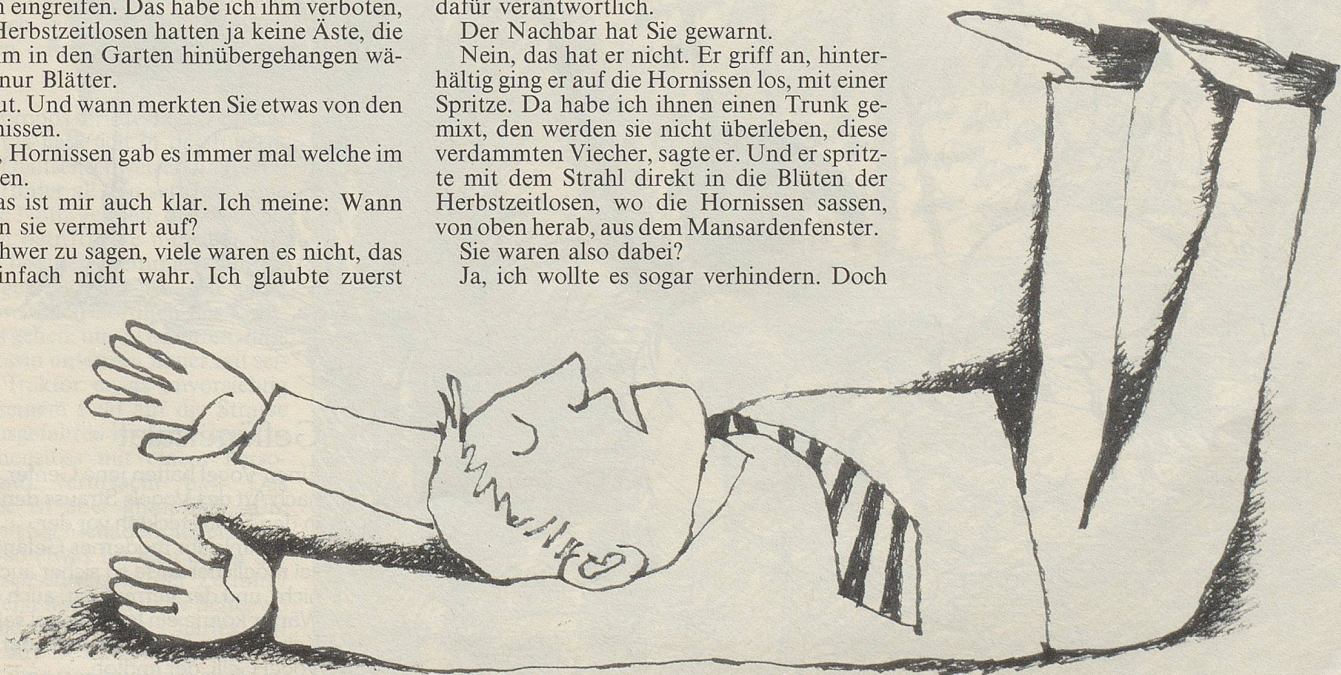 n eingreifen. Das habe ich ihm verboten,
Herbstzeitlosen hatten ja keine Äste, die
m in den Garten hinübergehangen wä-
nur Blätter.
ut. Und wann merkten Sie etwas von den
nissen.
, Hornissen gab es immer mal welche im
en.
as ist mir auch klar. Ich meine: Wann
n sie vermehrt auf?
hwer zu sagen, viele waren es nicht, das
infach nicht wahr. Ich glaubte zuerst
dafür verantwortlich.
Der Nachbar hat Sie gewarnt.
Nein, das hat er nicht. Er griff an, hinter-
hältig ging er auf die Hornissen los, mit einer
Spritze. Da habe ich ihnen einen Trunk ge-
mixt, den werden sie nicht überleben, diese
verdammten Viecher, sagte er. Und er spritz-
te mit dem Strahl direkt in die Blüten der
Herbstzeitlosen, wo die Hornissen sassen,
von oben herab, aus dem Mansardenfenster.
Sie waren also dabei?
Ja, ich wollte es sogar verhindern. Doch